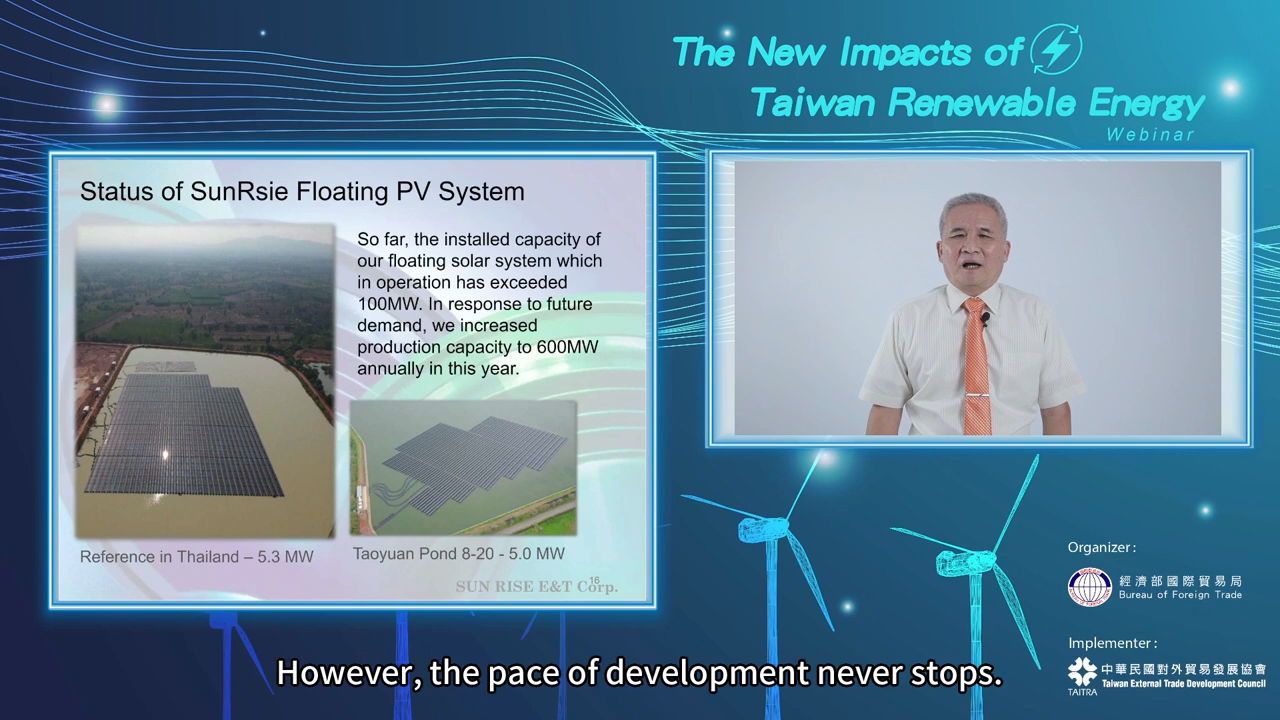 The New Impacts of
Taiwan Renewable Energy
Webinar
Status of SunRsie Floating PV System
So far, the installed capacity of
our floating solar system which
in operation has exceeded
100MW. In response to future
demand, we increased
production capacity to 600MW
annually in this year.
Reference in Thailand – 5.3 MW
Taoyuan Pond 8-20 - 5.0 MW
16
SUN RISE E&T Corp.
Organizer :
經濟部國際貿易局
Bureau of Foreign Trade
Implementer :
TAITRA
中華民國對外貿易發展協會
Taiwan External Trade Development Council
However, the pace of development never stops.